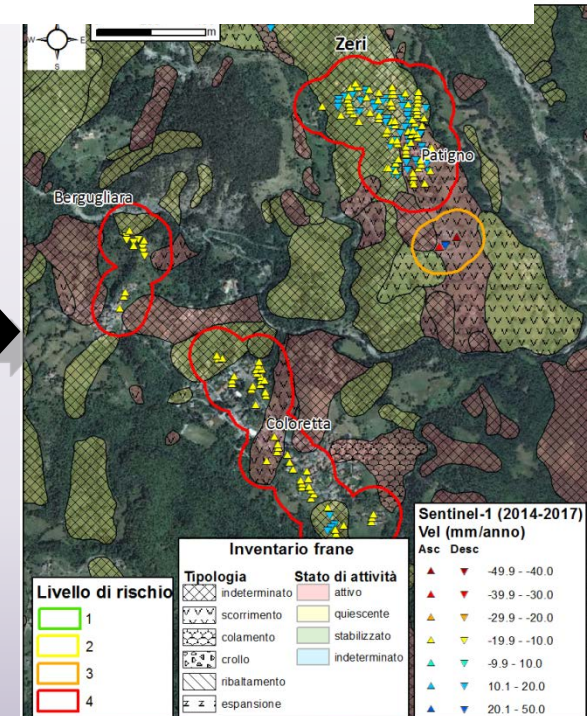 W E
S
m
Zeri
Patigno
Bergugliara
Coloretta
Livello di rischio
1
2
3
4
Inventario frane
Tipologia
indeterminato
scorrimento
colamento
crollo
ribaltamento
espansione
Stato di attività
attivo
quiescente
stabilizzato
indeterminato
Sentinel-1 (2014-2017)
Vel (mm/anno)
Asc Desc
-49.9 - -40.0
-39.9 - -30.0
-29.9 - -20.0
-19.9 - -10.0
-9.9 - 10.0
10.1 - 20.0
20.1 - 50.0